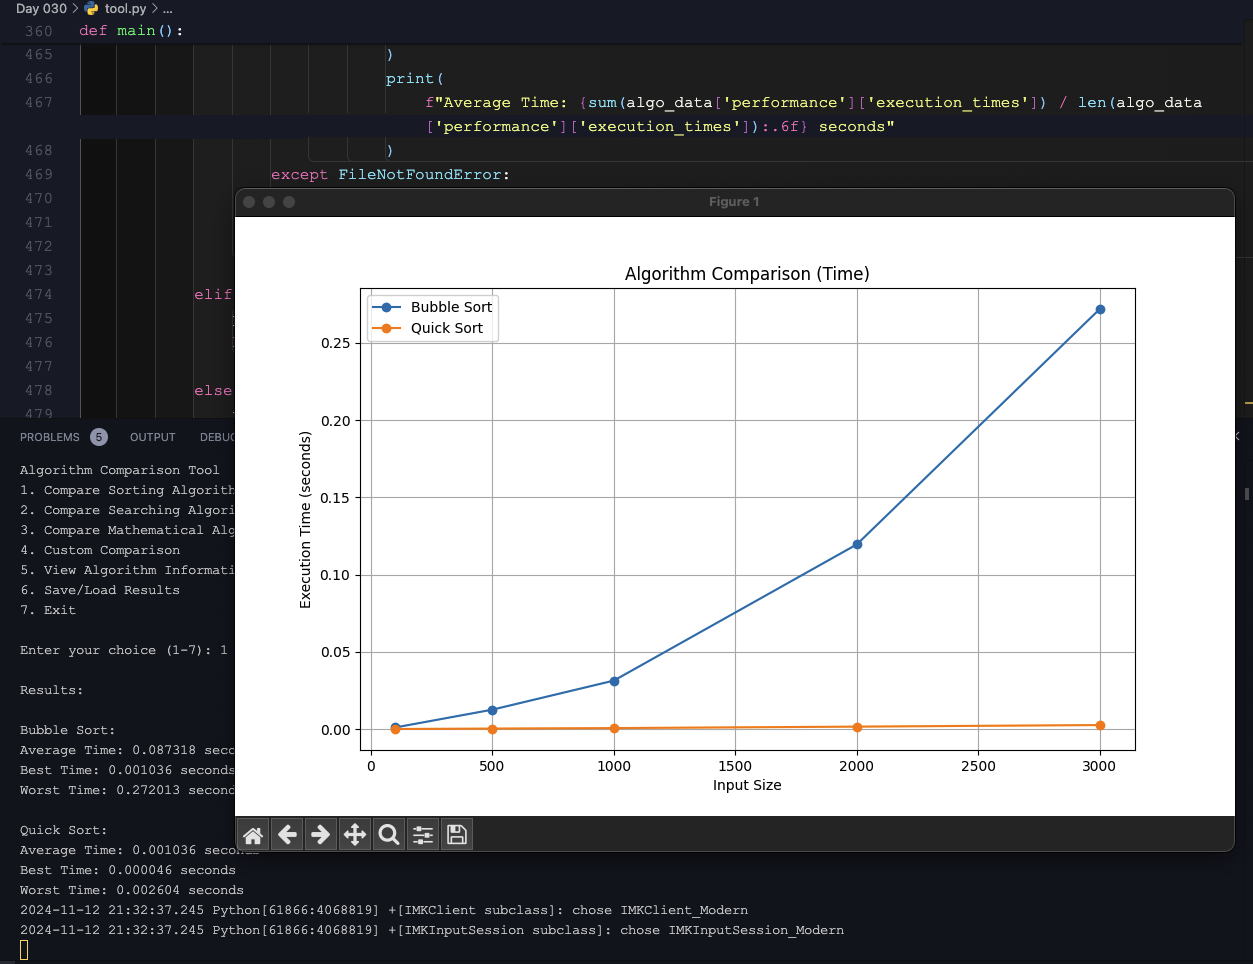 Day 030 > tool.py > ...
360 def main():
465 )
466 print(
467 f"Average Time: {sum(algo_data['performance']['execution_times']) / len(algo_data
['performance']['execution_times']):.6f} seconds"
468 )
469 except FileNotFoundError:
470
471
472
473
474 elif
475
476
477
478 else
479
Figure 1
Algorithm Comparison (Time)
Bubble Sort
Quick Sort
0.25
0.20
0.15
0.10
0.05
0.00
Execution Time (seconds)
0 500 1000 1500 2000 2500 3000
Input Size
PROBLEMS 5 OUTPUT DEBUG
Algorithm Comparison Tool
1. Compare Sorting Algorith
2. Compare Searching Algori
3. Compare Mathematical Alg
4. Custom Comparison
5. View Algorithm Informati
6. Save/Load Results
7. Exit
Enter your choice (1-7): 1
Results:
Bubble Sort:
Average Time: 0.087318 seco
Best Time: 0.001036 seconds
Worst Time: 0.272013 second
Quick Sort:
Average Time: 0.001036 seconds
Best Time: 0.000046 seconds
Worst Time: 0.002604 seconds
2024-11-12 21:32:37.245 Python[61866:4068819] +[IMKClient subclass]: chose IMKClient_Modern
2024-11-12 21:32:37.245 Python[61866:4068819] +[IMKInputSession subclass]: chose IMKInputSession_Modern